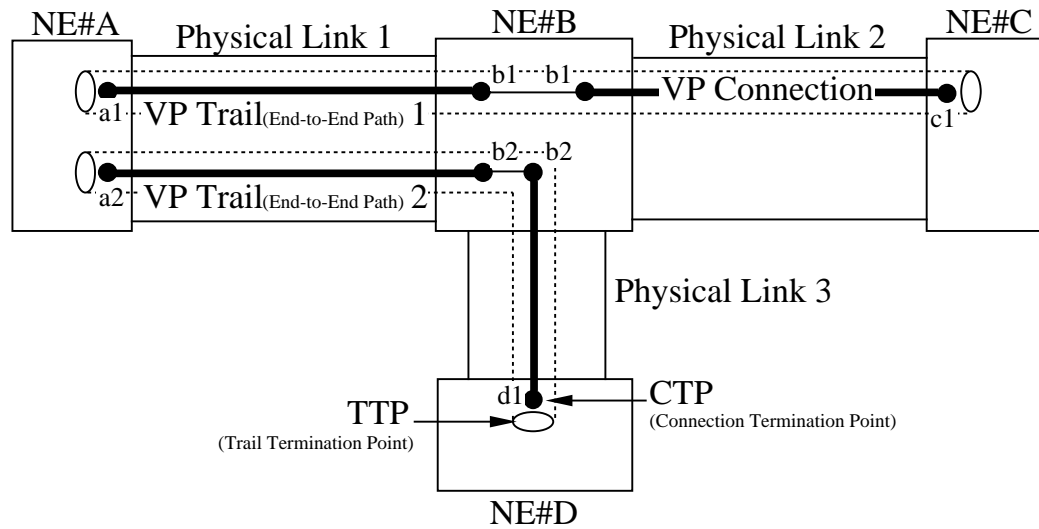 NE#A
NE#B
NE#C
Physical Link 1
Physical Link 2
b1
b1
a1
VP Trail(End-to-End Path) 1
VP Connection
c1
b2
b2
a2
VP Trail(End-to-End Path) 2
Physical Link 3
d1
TTP
(Trail Termination Point)
CTP
(Connection Termination Point)
NE#D